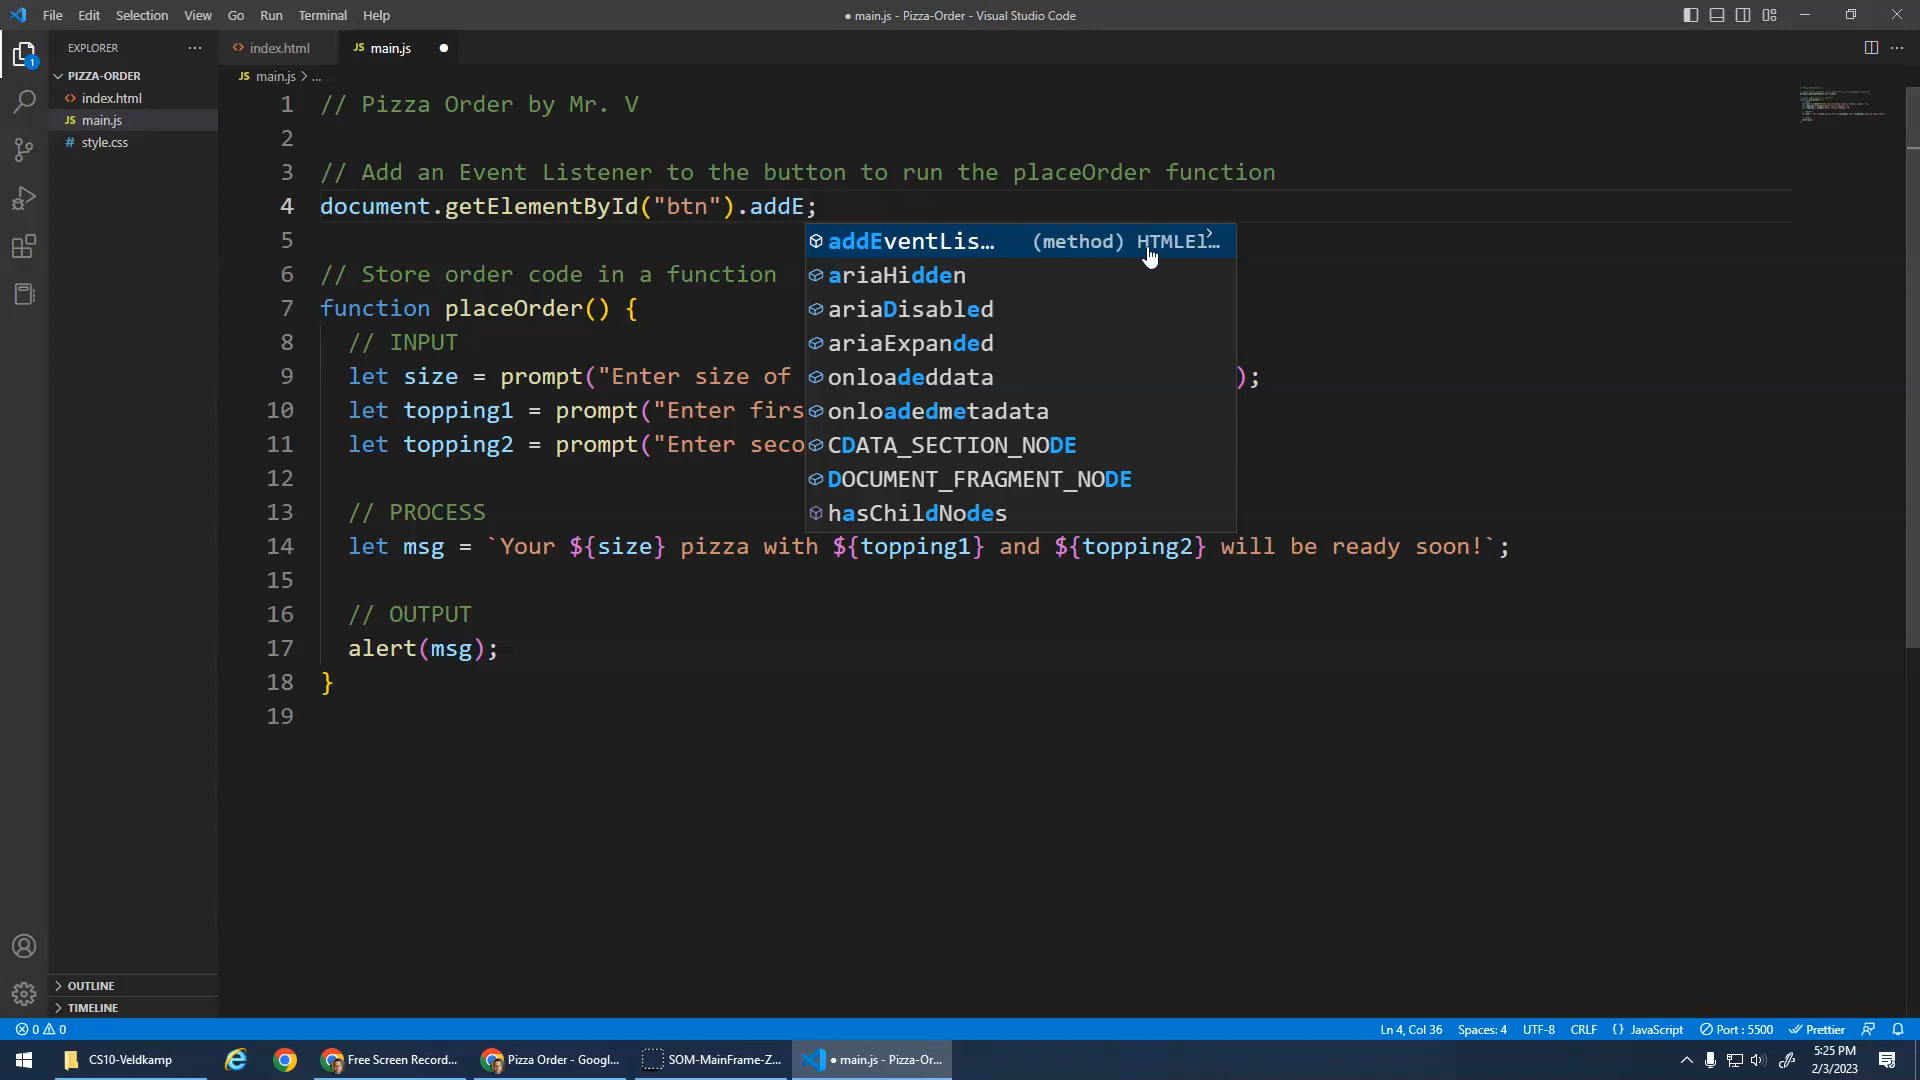 File Edit Selection View Go Run Terminal Help
● main.js - Pizza-Order - Visual Studio Code
EXPLORER ...
index.html
JS main.js ●
1
PIZZA-ORDER
index.html
JS main.js
# style.css
JS main.js > ...
1 // Pizza Order by Mr. V
2
3 // Add an Event Listener to the button to run the placeOrder function
4 document.getElementById("btn").addE;
5
6 // Store order code in a function
7 function placeOrder() {
8 // INPUT
9 let size = prompt("Enter size of );
10 let topping1 = prompt("Enter firs
11 let topping2 = prompt("Enter seco
12
13 // PROCESS
14 let msg = `Your ${size} pizza with ${topping1} and ${topping2} will be ready soon!`;
15
16 // OUTPUT
17 alert(msg);
18 }
19
addEventLis... (method) HTMLEl...
ariaHidden
ariaDisabled
ariaExpanded
onloadeddata
onloadedmetadata
CDATA_SECTION_NODE
DOCUMENT_FRAGMENT_NODE
hasChildNodes
OUTLINE
TIMELINE
0 0
Ln 4, Col 36 Spaces: 4 UTF-8 CRLF {} JavaScript Port : 5500 Prettier
CS10-Veldkamp
Free Screen Record...
Pizza Order - Googl...
SOM-MainFrame-Z...
● main.js - Pizza-Or...
5:25 PM
2/3/2023